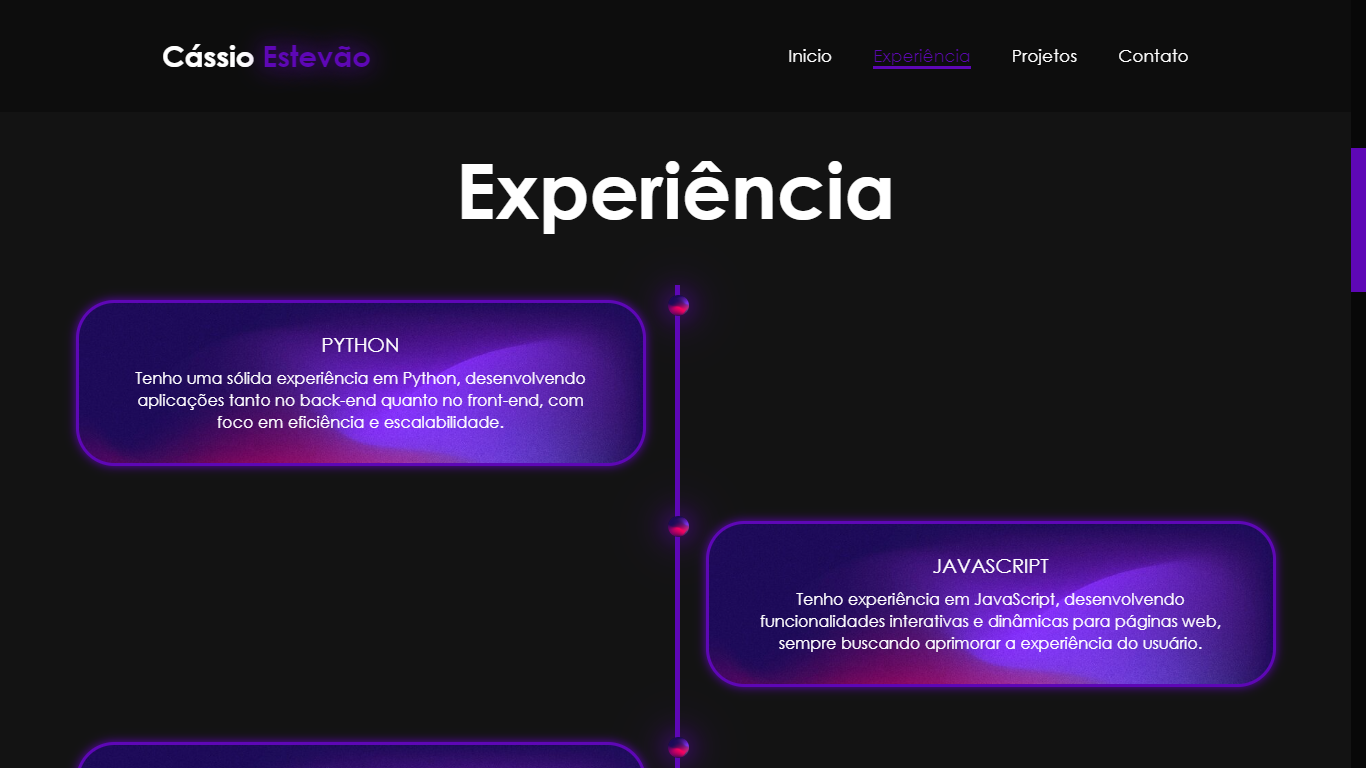 Cássio Estevão
Inicio Experiência Projetos Contato
Experiência
PYTHON
Tenho uma sólida experiência em Python, desenvolvendo
aplicações tanto no back-end quanto no front-end, com
foco em eficiência e escalabilidade.
JAVASCRIPT
Tenho experiência em JavaScript, desenvolvendo
funcionalidades interativas e dinâmicas para páginas web,
sempre buscando aprimorar a experiência do usuário.